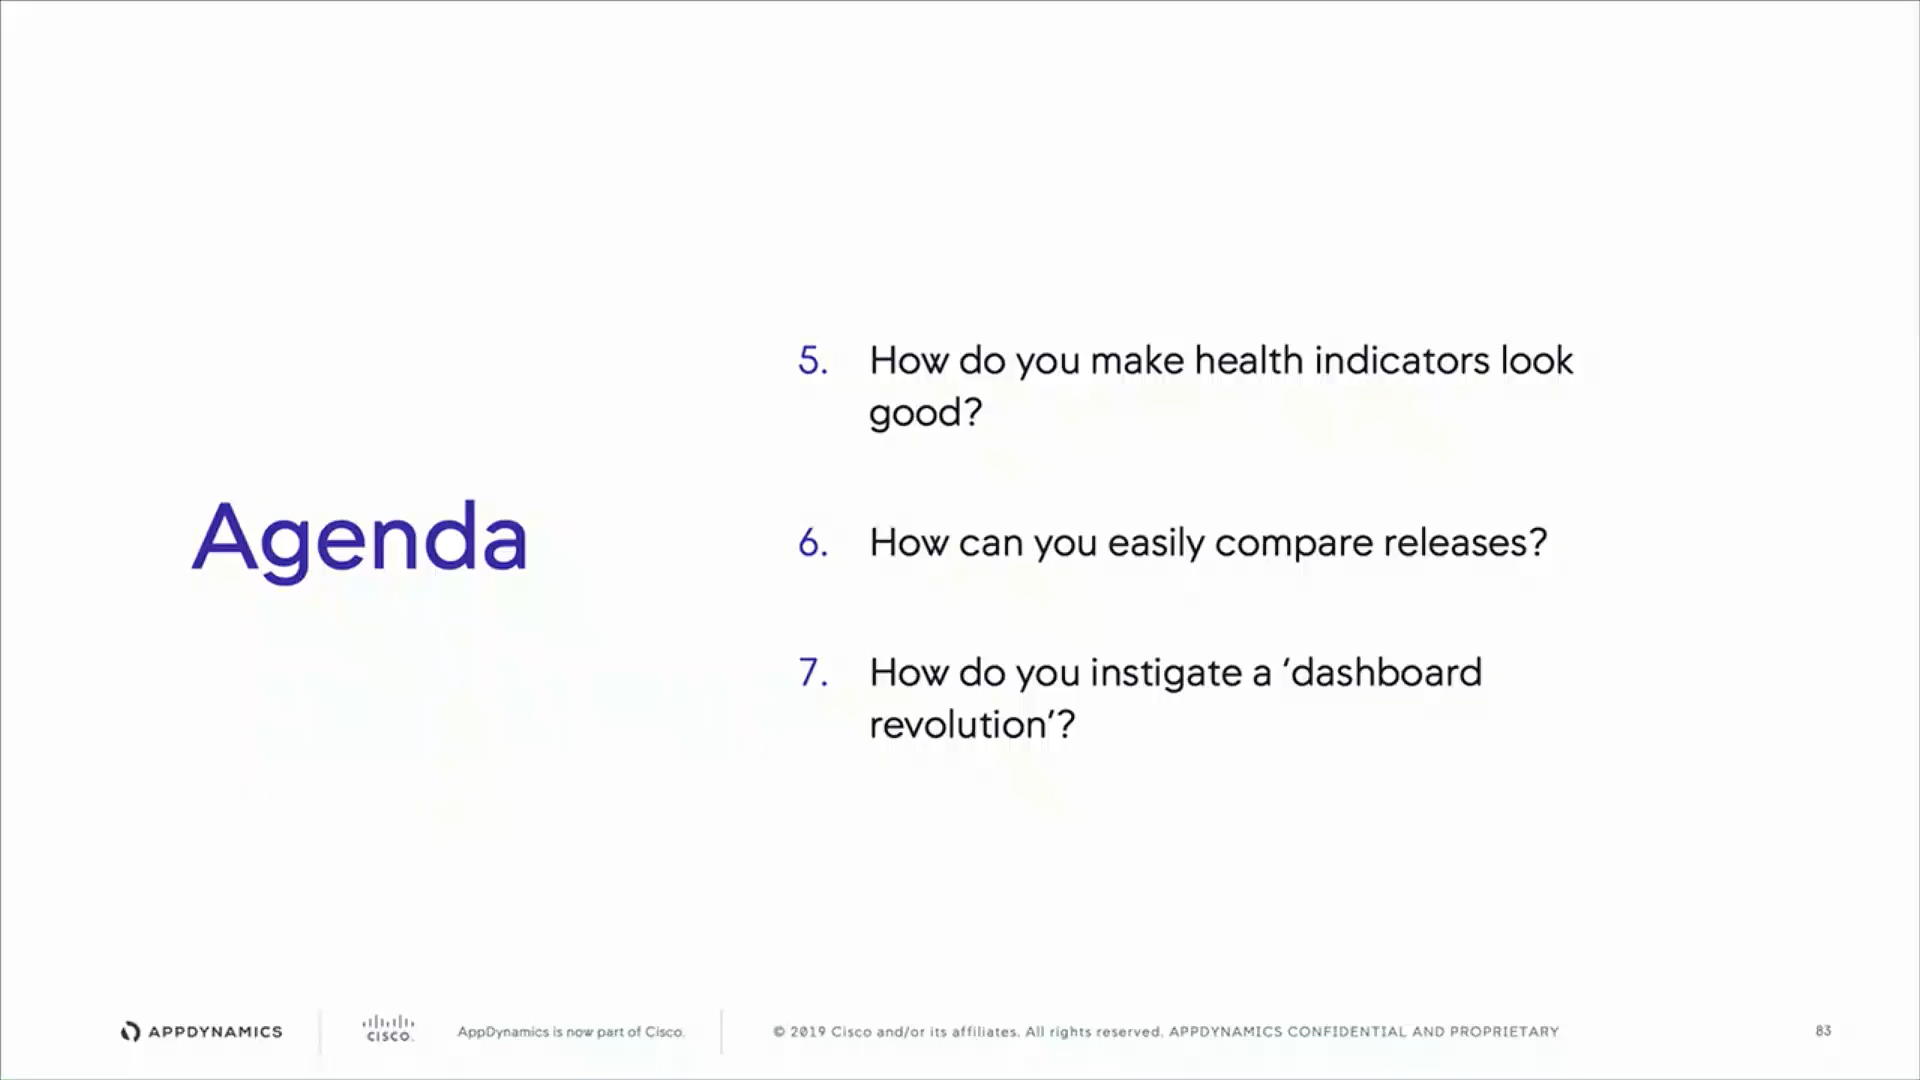 Agenda
5. How do you make health indicators look
good?
6. How can you easily compare releases?
7. How do you instigate a ‘dashboard
revolution’?
APPDYNAMICS
CISCO.
AppDynamics is now part of Cisco.
© 2019 Cisco and/or its affiliates. All rights reserved. APPDYNAMICS CONFIDENTIAL AND PROPRIETARY
83